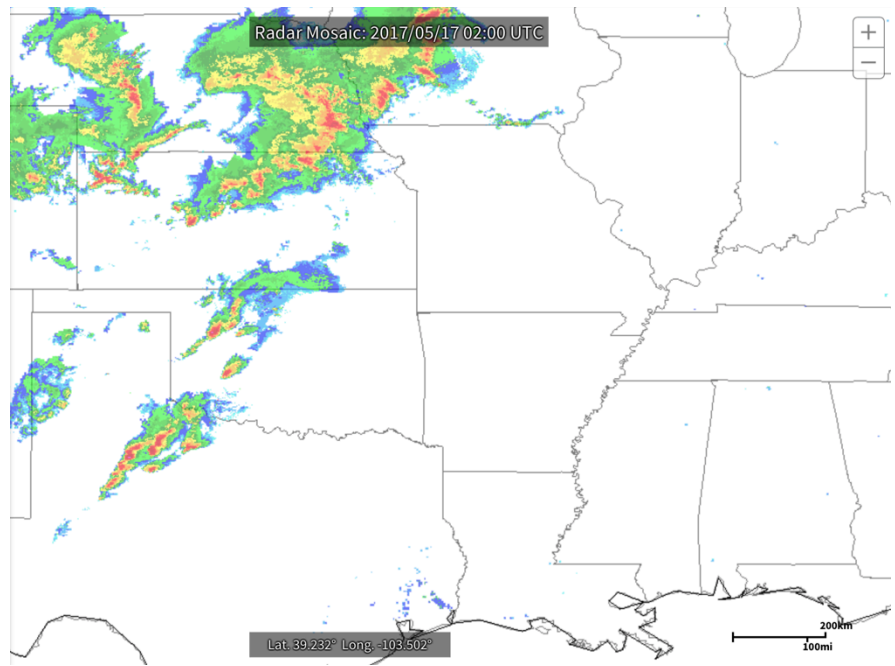 Radar Mosaic: 2017/05/17 02:00 UTC
+
−
Lat. 39.232° Long. -103.502°
200km
100mi